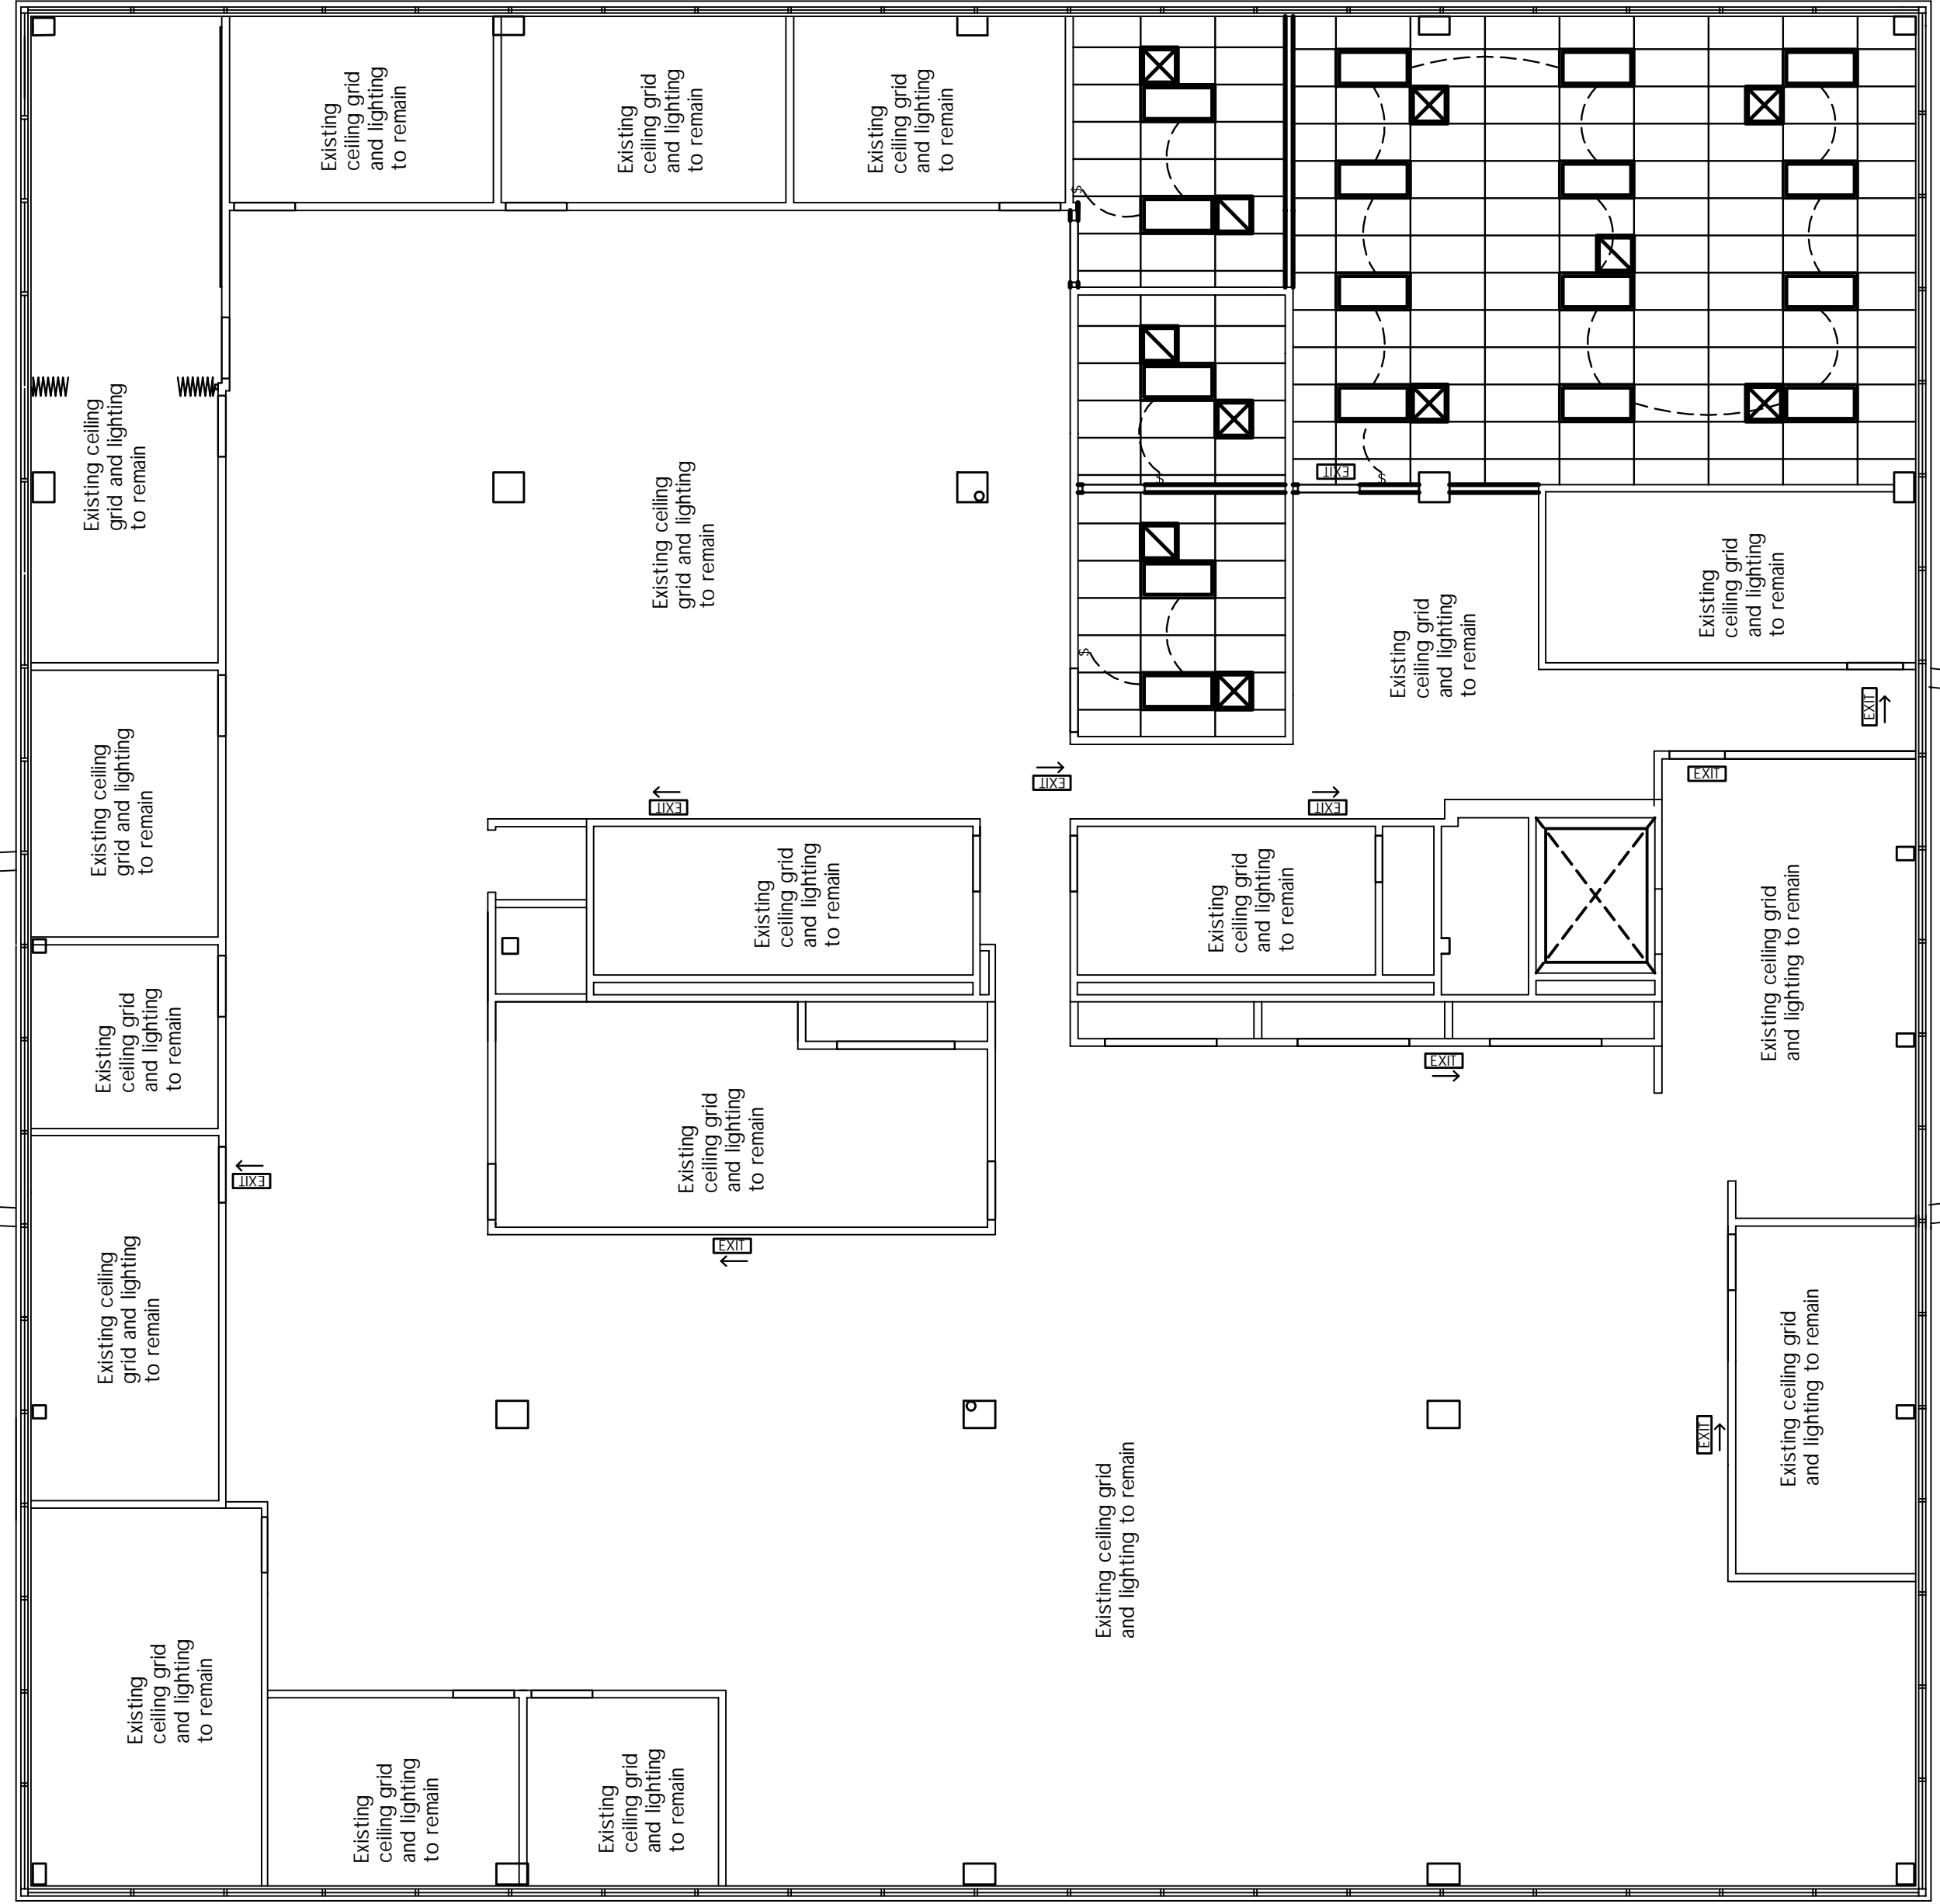 Existing
ceiling grid
and lighting
to remain
Existing
ceiling grid
and lighting
to remain
Existing
ceiling grid
and lighting
to remain
$
Existing ceiling
grid and lighting
to remain
EXIT
$
$
Existing ceiling
grid and lighting
to remain
Existing
ceiling grid
and lighting
to remain
Existing
ceiling grid
and lighting
to remain
$
EXIT
EXIT
EXIT
EXIT
EXIT
Existing ceiling
grid and lighting
to remain
Existing
ceiling grid
and lighting
to remain
Existing
ceiling grid
and lighting
to remain
Existing ceiling grid
and lighting to remain
Existing
ceiling grid
and lighting
to remain
EXIT
Existing
ceiling grid
and lighting
to remain
EXIT
EXIT
Existing ceiling
grid and lighting
to remain
Existing ceiling grid
and lighting to remain
EXIT
Existing ceiling grid
and lighting to remain
Existing
ceiling grid
and lighting
to remain
Existing
ceiling grid
and lighting
to remain
Existing
ceiling grid
and lighting
to remain